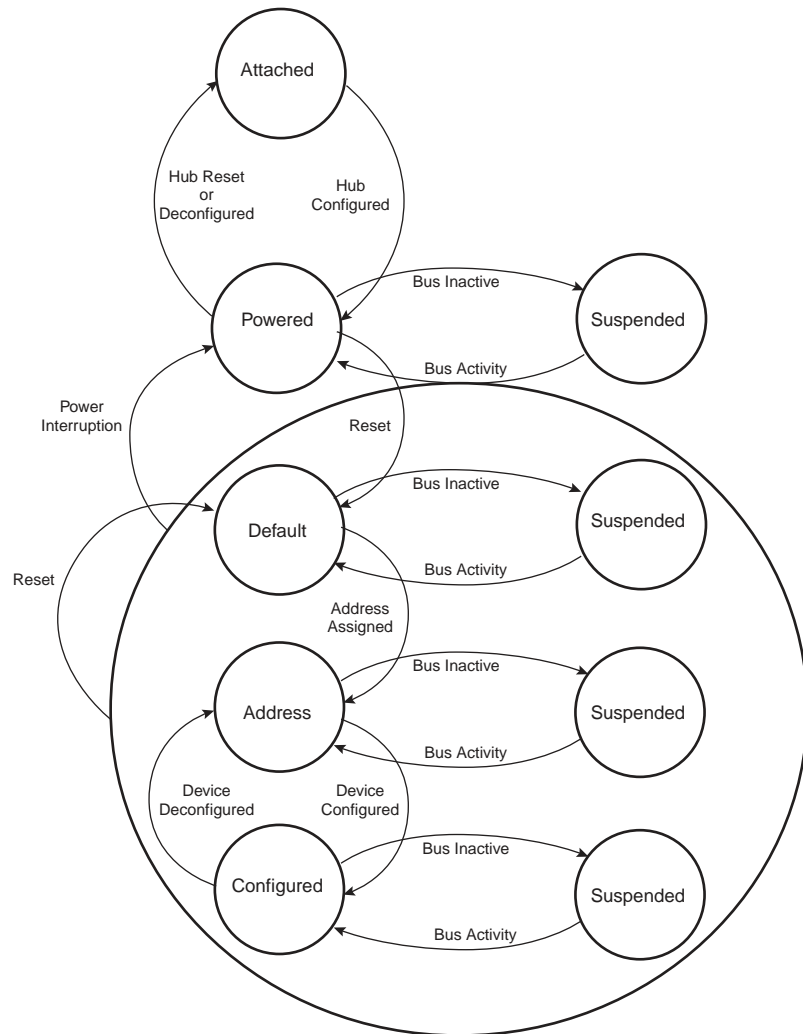 Attached
Hub Reset
or
Deconfigured
Hub
Configured
Bus Inactive
Powered
Suspended
Bus Activity
Power
Interruption
Reset
Bus Inactive
Default
Suspended
Bus Activity
Reset
Address
Assigned
Bus Inactive
Address
Suspended
Bus Activity
Device
Deconfigured
Device
Configured
Bus Inactive
Configured
Suspended
Bus Activity